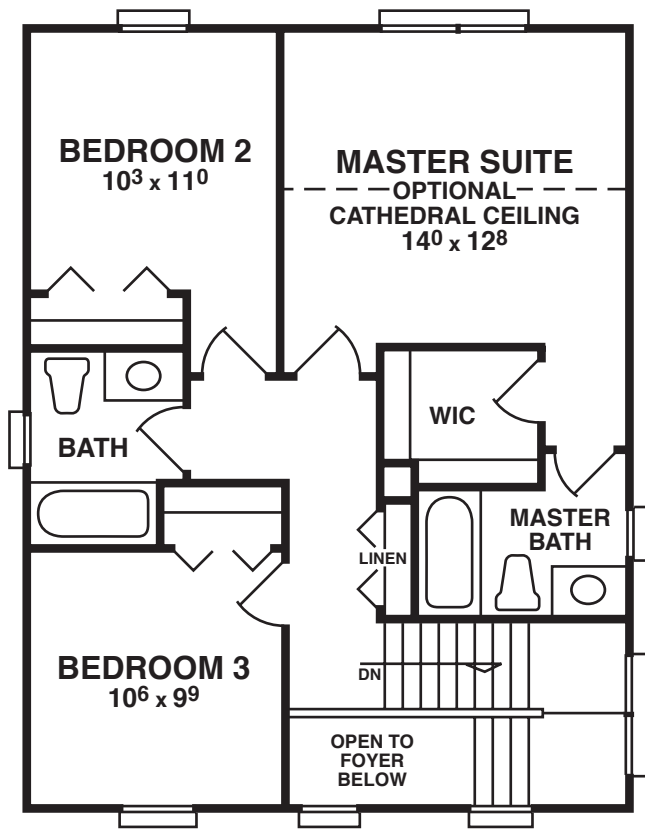 BEDROOM 2
10³ x 11⁰
MASTER SUITE
OPTIONAL
CATHEDRAL CEILING
14⁰ x 12⁸
WIC
BATH
MASTER
BATH
LINEN
BEDROOM 3
10⁶ x 9⁹
DN
OPEN TO
FOYER
BELOW